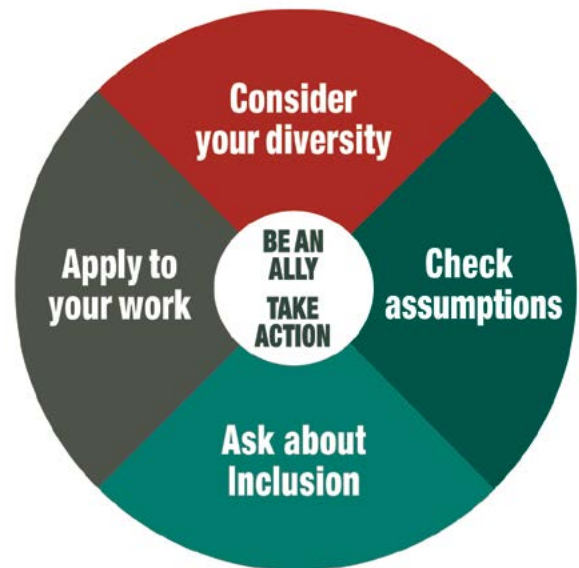 Consider
your diversity
Check
assumptions
Ask about
Inclusion
Apply to
your work
BE AN
ALLY
TAKE
ACTION